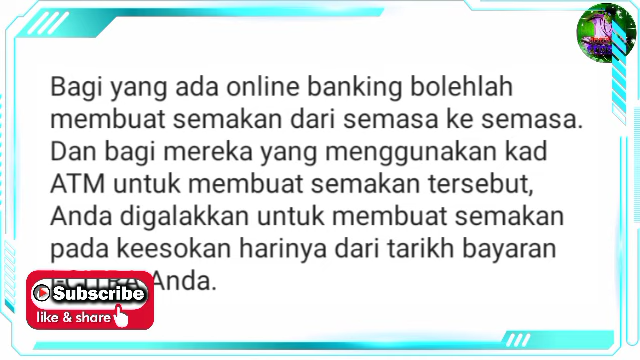 Bagi yang ada online banking bolehlah
membuat semakan dari semasa ke semasa.
Dan bagi mereka yang menggunakan kad
ATM untuk membuat semakan tersebut,
Anda digalakkan untuk membuat semakan
pada keesokan harinya dari tarikh bayaran
Anda.
Subscribe
like & share